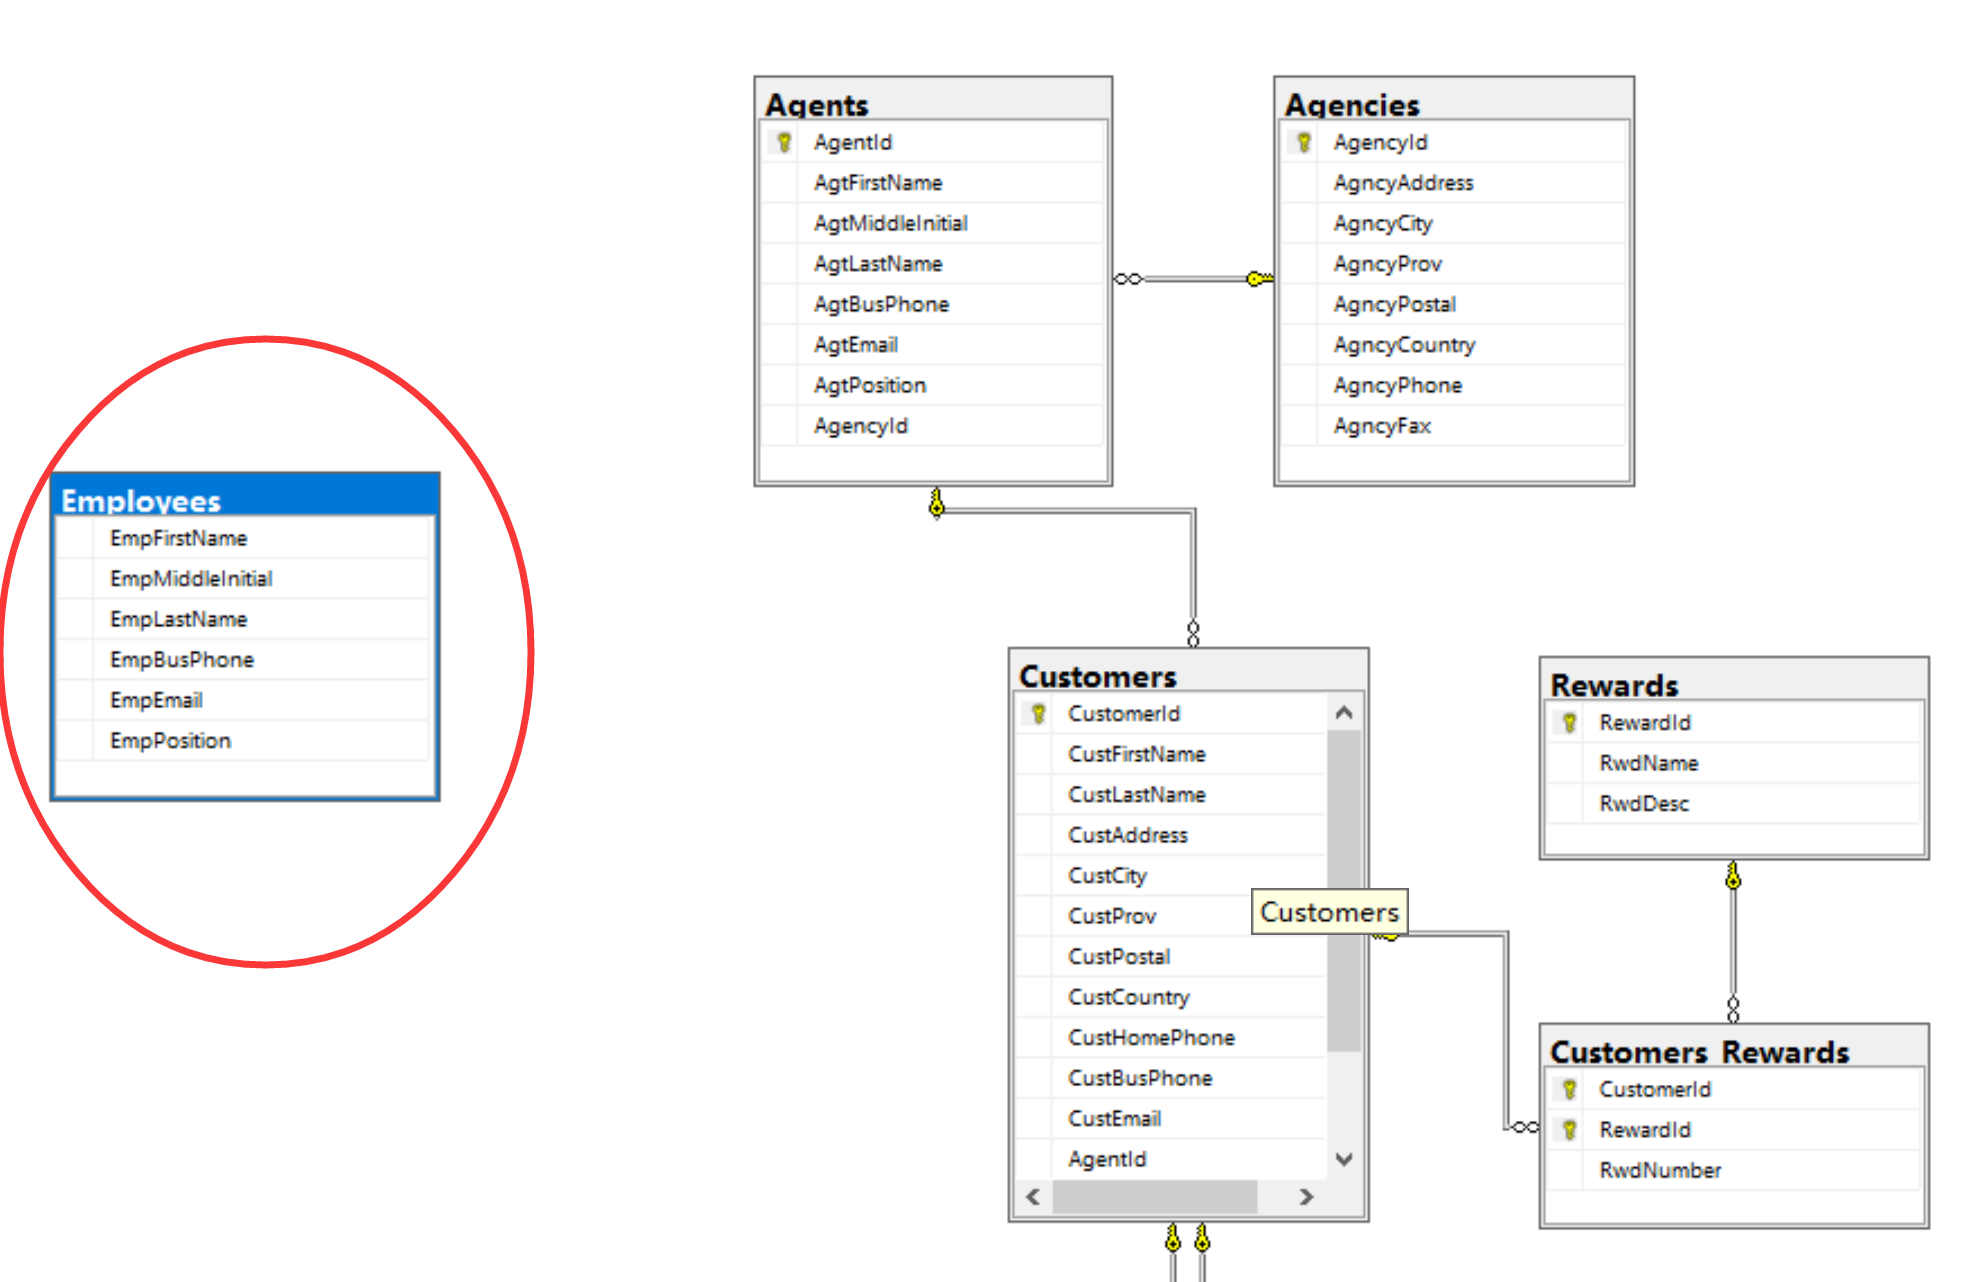 Agents
AgentId
AgtFirstName
AgtMiddleInitial
AgtLastName
AgtBusPhone
AgtEmail
AgtPosition
AgencyId
Agencies
AgencyId
AgncyAddress
AgncyCity
AgncyProv
AgncyPostal
AgncyCountry
AgncyPhone
AgncyFax
Employees
EmpFirstName
EmpMiddleInitial
EmpLastName
EmpBusPhone
EmpEmail
EmpPosition
Customers
CustomerId
CustFirstName
CustLastName
CustAddress
CustCity
CustProv
CustPostal
CustCountry
CustHomePhone
CustBusPhone
CustEmail
AgentId
Customers
Rewards
RewardId
RwdName
RwdDesc
Customers_Rewards
CustomerId
RewardId
RwdNumber